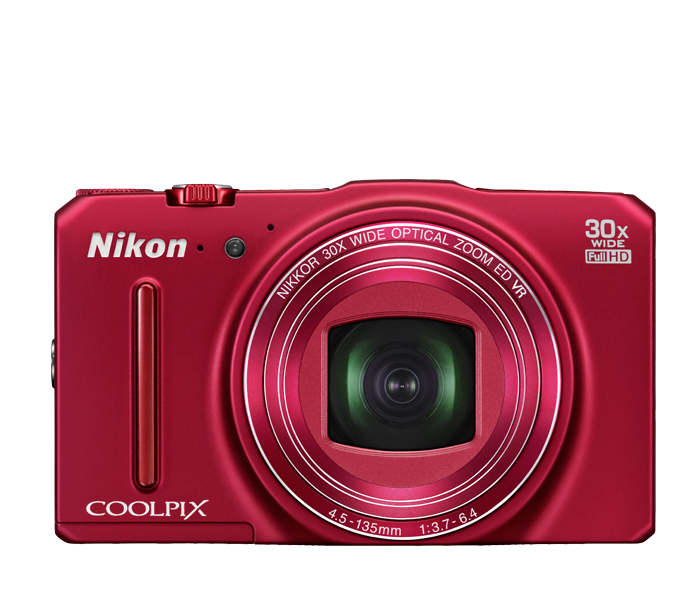 Nikon
30x
WIDE
Full HD
NIKKOR 30X WIDE OPTICAL ZOOM ED VR
COOLPIX
4.5-135mm 1:3.7-6.4